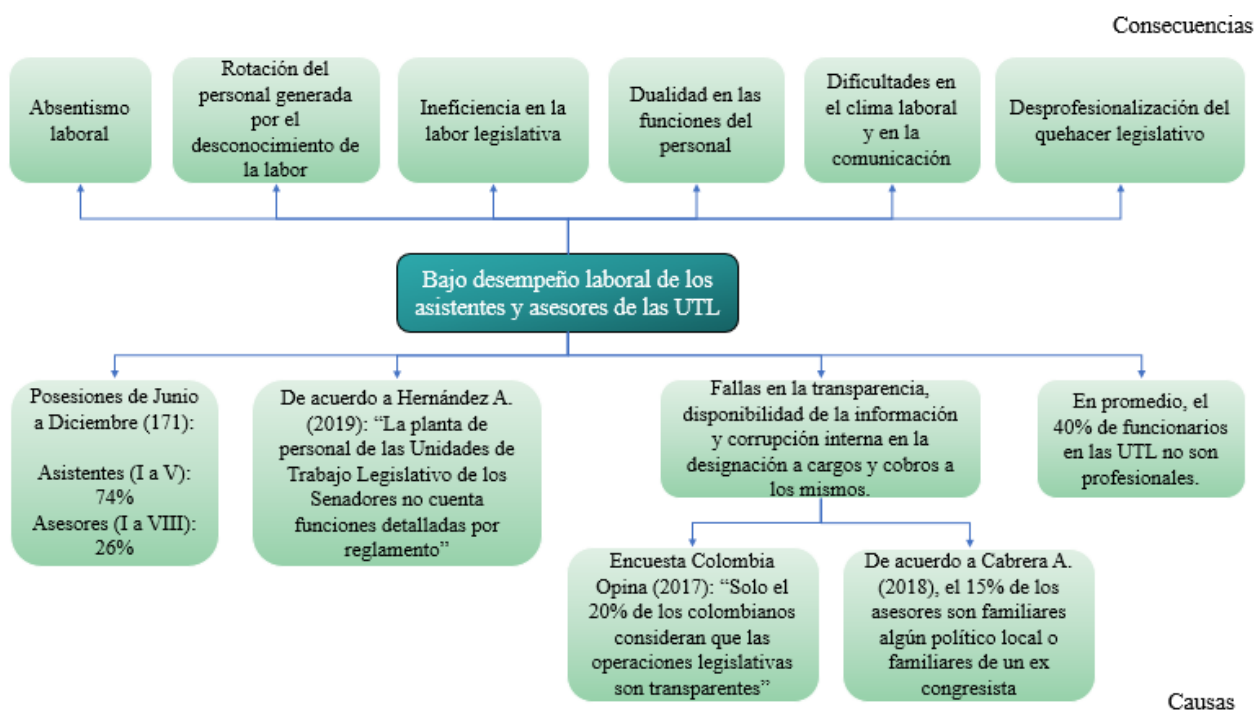 Consecuencias
Absentismo
laboral
Rotación del
personal generada
por el
desconocimiento de
la labor
Ineficiencia en la
labor legislativa
Dualidad en las
funciones del
personal
Dificultades en
el clima laboral
y en la
comunicación
Desprofesionalización del
quehacer legislativo
Bajo desempeño laboral de los
asistentes y asesores de las UTL
Posesiones de Junio
a Diciembre (171):
Asistentes (I a V):
74%
Asesores (I a VIII):
26%
De acuerdo a Hernández A.
(2019): “La planta de
personal de las Unidades de
Trabajo Legislativo de los
Senadores no cuenta
funciones detalladas por
reglamento”
Fallas en la transparencia,
disponibilidad de la información
y corrupción interna en la
designación a cargos y cobros a
los mismos.
En promedio, el
40% de funcionarios
en las UTL no son
profesionales.
Encuesta Colombia
Opina (2017): “Solo el
20% de los colombianos
consideran que las
operaciones legislativas
son transparentes”
De acuerdo a Cabrera A.
(2018), el 15% de los
asesores son familiares
algún político local o
familiares de un ex
congresista
Causas